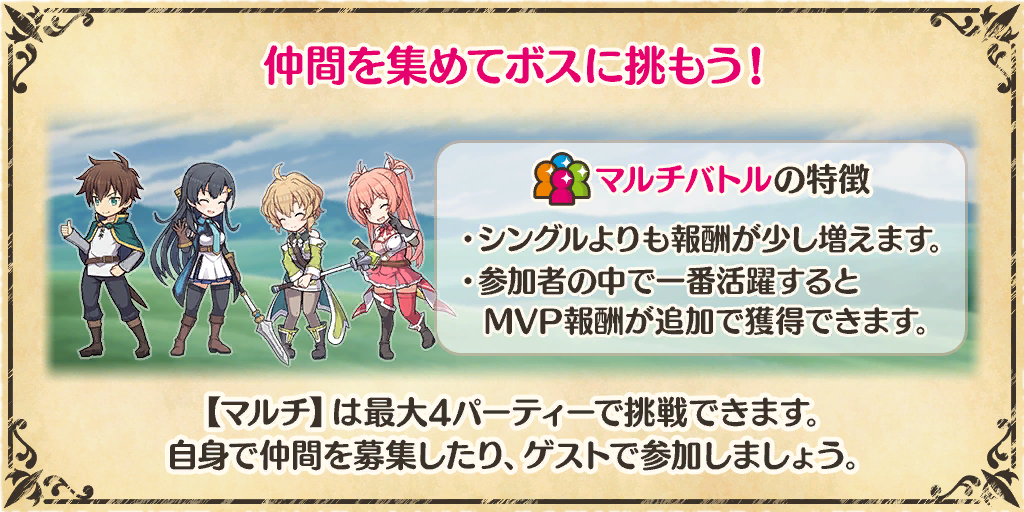 仲間を集めてボスに挑もう!
マルチバトルの特徴
・シングルよりも報酬が少し増えます。
・参加者の中で一番活躍すると
MVP報酬が追加で獲得できます。
【マルチ】は最大4パーティーで挑戦できます。
自身で仲間を募集したり、ゲストで参加しましょう。